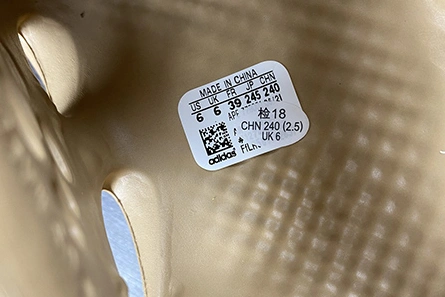 MADE IN CHINA
US UK FR JP CHN
6 6 39 245 240
检18
CHN 240 (2.5)
UK 6
adidas